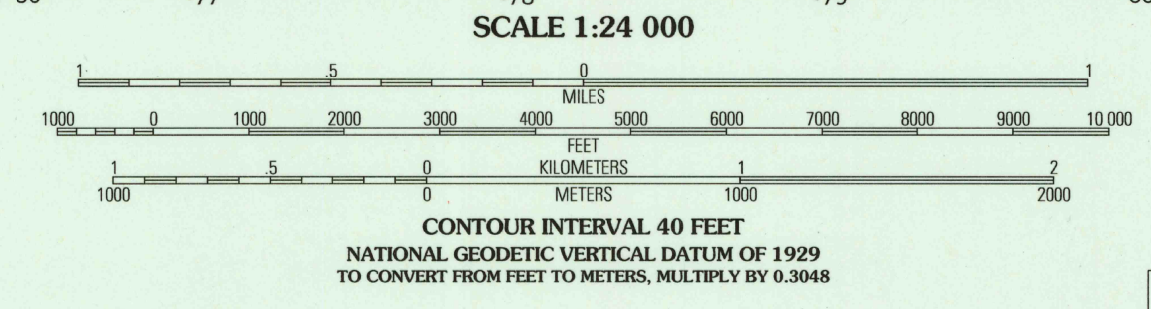 SCALE 1:24 000
1 .5 0 1
MILES
1000 0 1000 2000 3000 4000 5000 6000 7000 8000 9000 10 000
FEET
1 .5 0 KILOMETERS 1 2
1000 0 METERS 1000 2000
CONTOUR INTERVAL 40 FEET
NATIONAL GEODETIC VERTICAL DATUM OF 1929
TO CONVERT FROM FEET TO METERS, MULTIPLY BY 0.3048